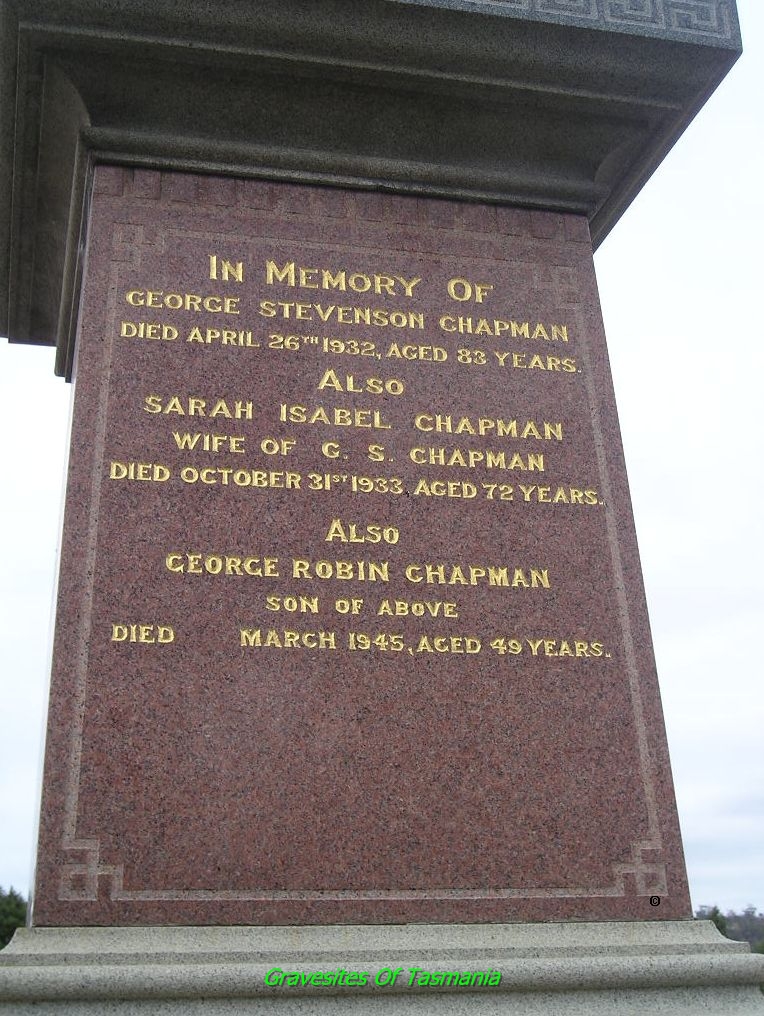 In Memory Of
GEORGE STEVENSON CHAPMAN
DIED APRIL 26TH 1932, AGED 83 YEARS.
ALSO
SARAH ISABEL CHAPMAN
WIFE OF G. S. CHAPMAN
DIED OCTOBER 31ST 1933, AGED 72 YEARS.
ALSO
GEORGE ROBIN CHAPMAN
SON OF ABOVE
DIED MARCH 1945, AGED 49 YEARS.
©
Gravesites Of Tasmania